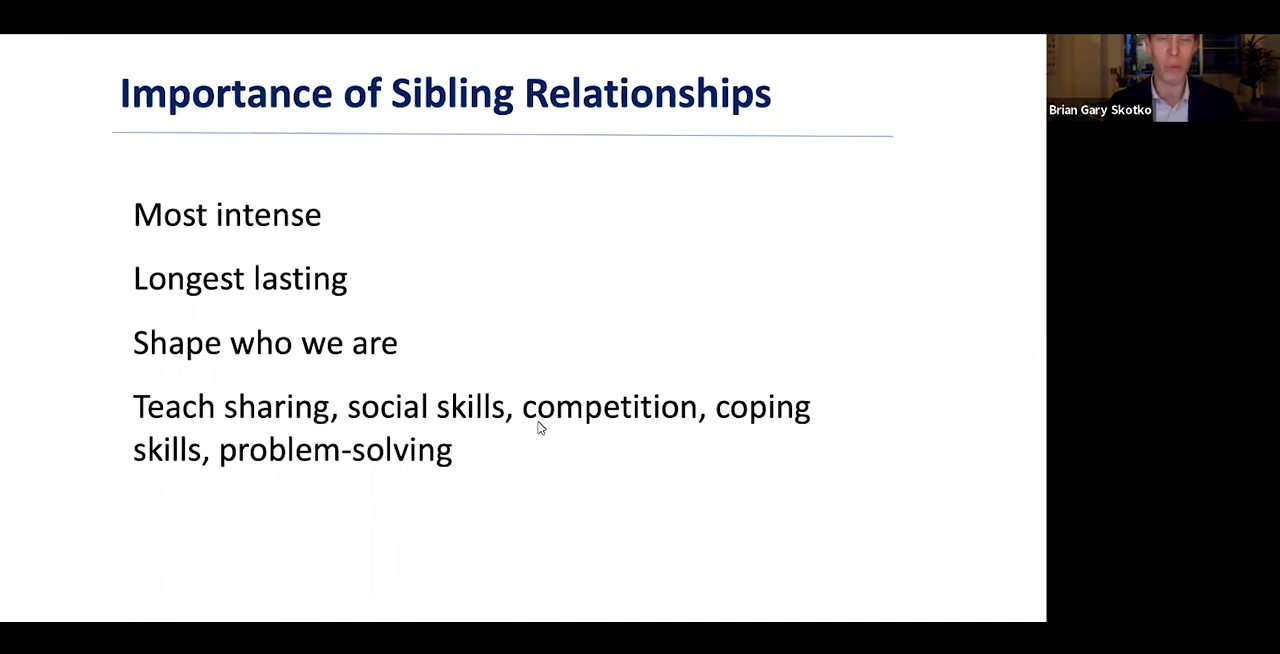 Importance of Sibling Relationships
Brian Gary Skotko
Most intense
Longest lasting
Shape who we are
Teach sharing, social skills, competition, coping
skills, problem-solving